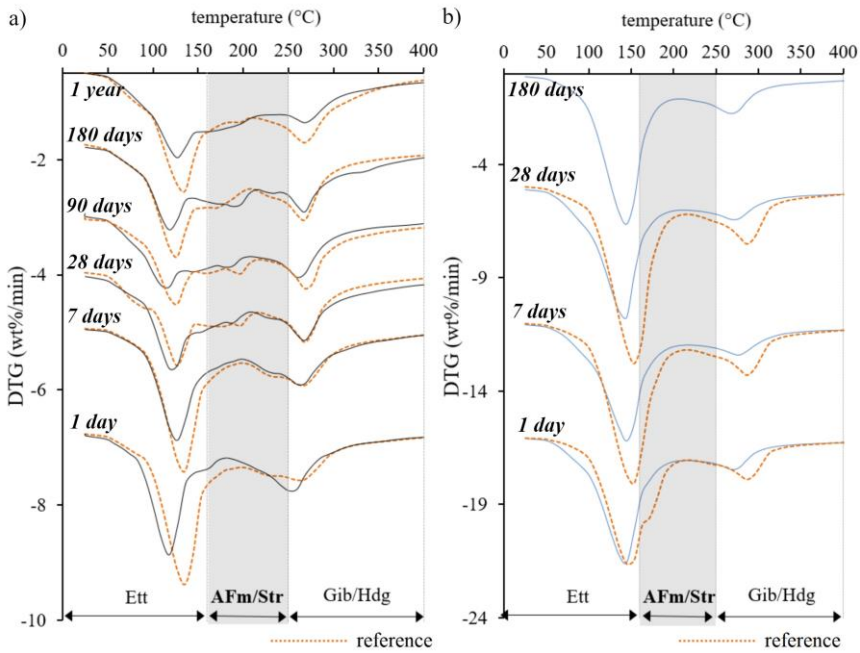 a)
temperature (°C)
0 50 100 150 200 250 300 350 400
1 year
180 days
90 days
28 days
7 days
1 day
-2
-4
-6
-8
-10
DTG (wt%/min)
Ett
AFm/Str
Gib/Hdg
reference
b)
temperature (°C)
0 50 100 150 200 250 300 350 400
180 days
28 days
7 days
1 day
-4
-9
-14
-19
-24
DTG (wt%/min)
Ett
AFm/Str
Gib/Hdg
reference